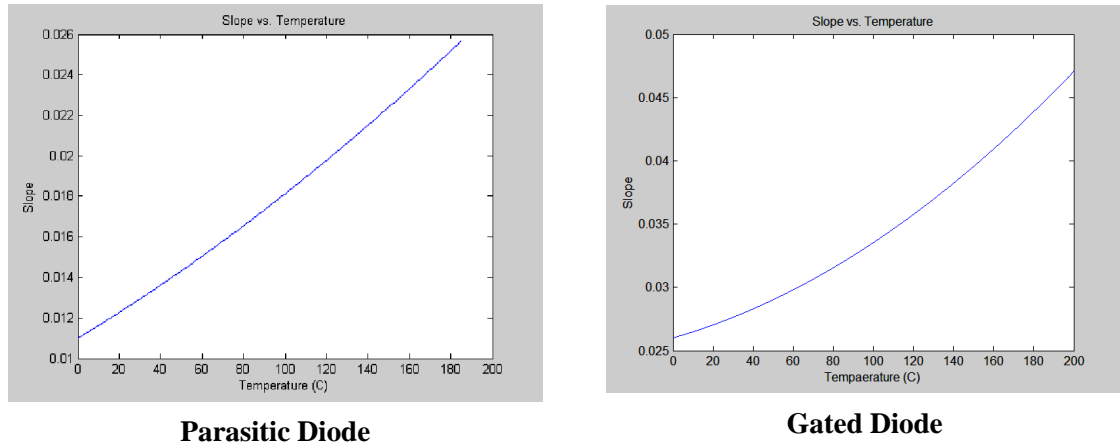 Slope vs. Temperature
0.026
0.024
0.022
0.02
0.018
0.016
0.014
0.012
0.01
Slope
0 20 40 60 80 100 120 140 160 180 200
Temperature (C)
Parasitic Diode
Slope vs. Temperature
0.05
0.045
0.04
0.035
0.03
0.025
Slope
0 20 40 60 80 100 120 140 160 180 200
Tempaerature (C)
Gated Diode